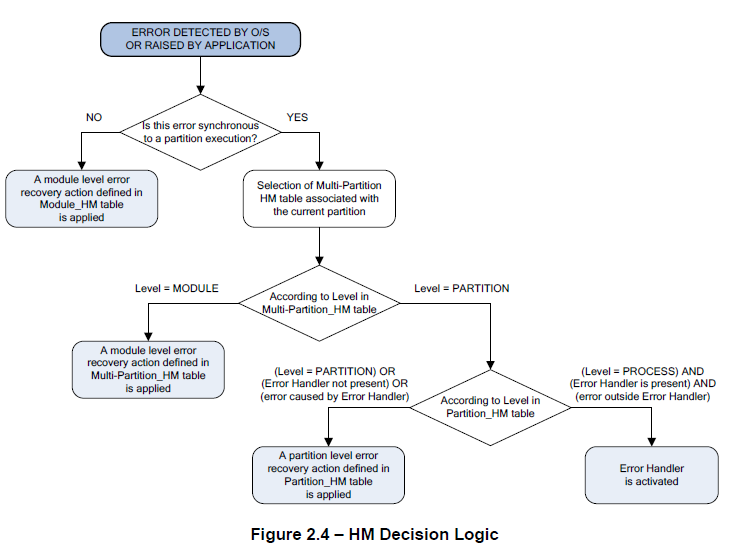 ERROR DETECTED BY O/S
OR RAISED BY APPLICATION
NO
YES
Is this error synchronous
to a partition execution?
A module level error
recovery action defined in
Module_HM table
is applied
Selection of Multi-Partition
HM table associated with
the current partition
Level = MODULE
Level = PARTITION
According to Level in
Multi-Partition_HM table
A module level error
recovery action defined in
Multi-Partition_HM table
is applied
(Level = PARTITION) OR
(Error Handler not present) OR
(error caused by Error Handler)
(Level = PROCESS) AND
(Error Handler is present) AND
(error outside Error Handler)
According to Level in
Partition_HM table
A partition level error
recovery action defined in
Partition_HM table
is applied
Error Handler
is activated
Figure 2.4 – HM Decision Logic